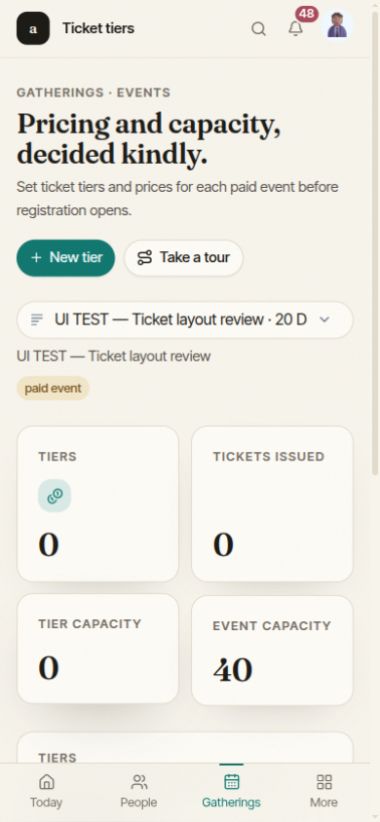 a Ticket tiers 48
GATHERINGS · EVENTS
Pricing and capacity,
decided kindly.
Set ticket tiers and prices for each paid event before
registration opens.
+ New tier Take a tour
UI TEST — Ticket layout review · 20 D
UI TEST — Ticket layout review
paid event
TIERS
0
TICKETS ISSUED
0
TIER CAPACITY
0
EVENT CAPACITY
40
TIERS
Today People Gatherings More